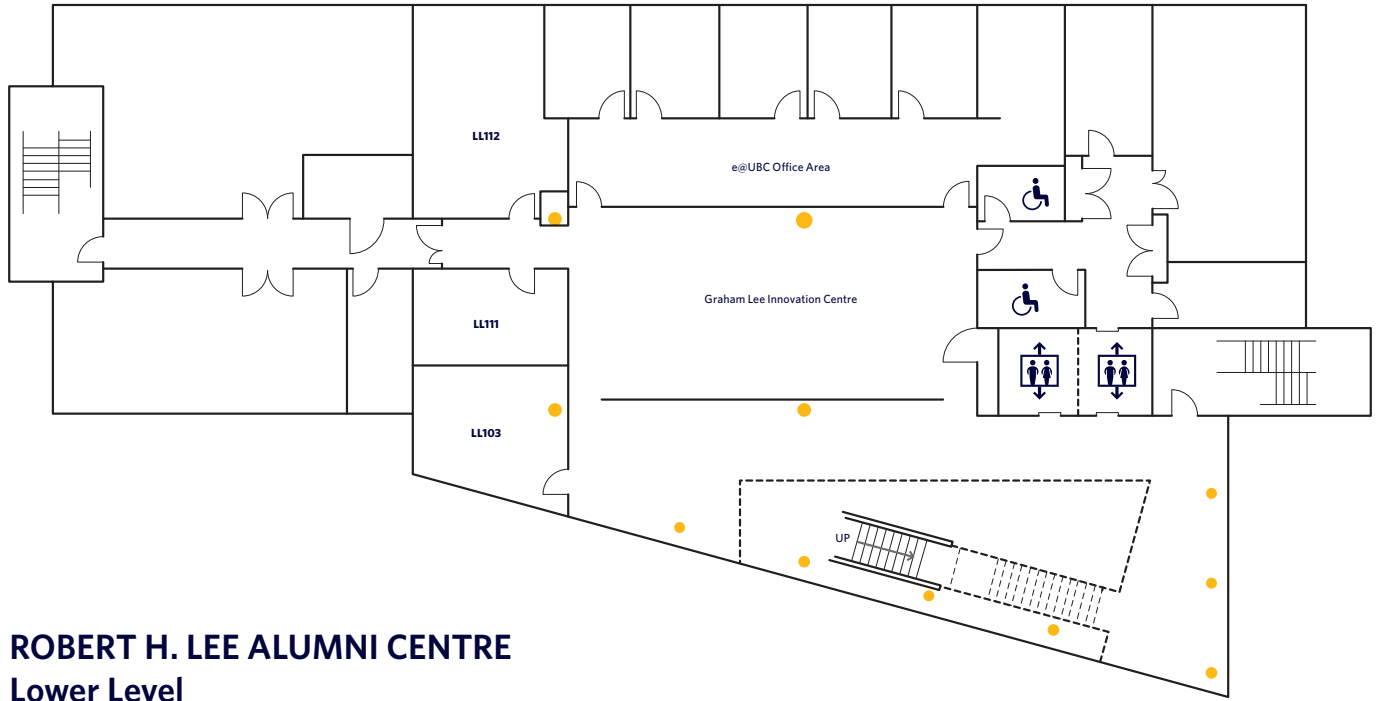 LL112
e@UBC Office Area
Graham Lee Innovation Centre
LL111
LL103
UP
ROBERT H. LEE ALUMNI CENTRE
Lower Level